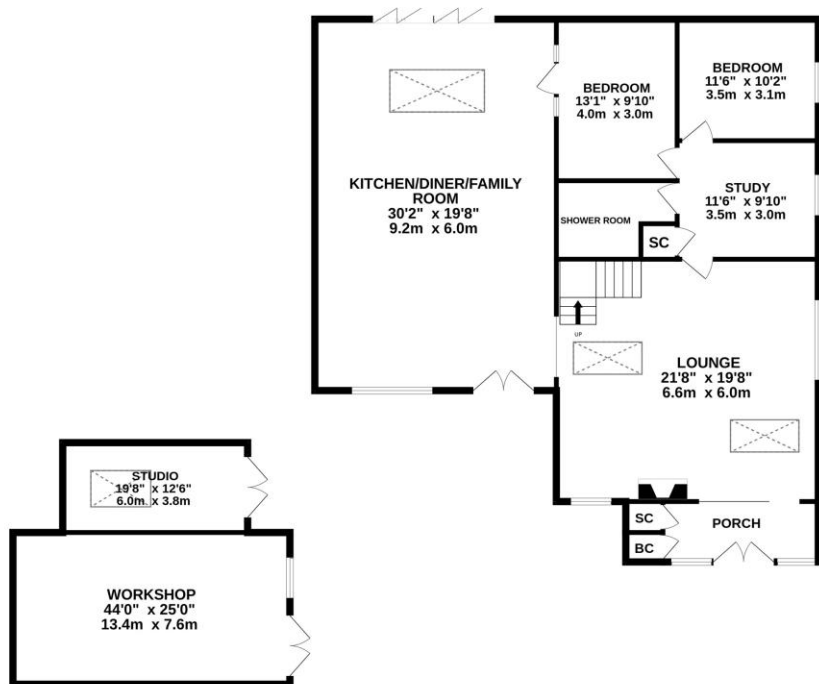 BEDROOM
11'6" x 10'2"
3.5m x 3.1m
BEDROOM
13'1" x 9'10"
4.0m x 3.0m
KITCHEN/DINER/FAMILY
ROOM
30'2" x 19'8"
9.2m x 6.0m
STUDY
11'6" x 9'10"
3.5m x 3.0m
SHOWER ROOM
SC
UP
LOUNGE
21'8" x 19'8"
6.6m x 6.0m
STUDIO
19'8" x 12'6"
6.0m x 3.8m
SC
PORCH
BC
WORKSHOP
44'0" x 25'0"
13.4m x 7.6m